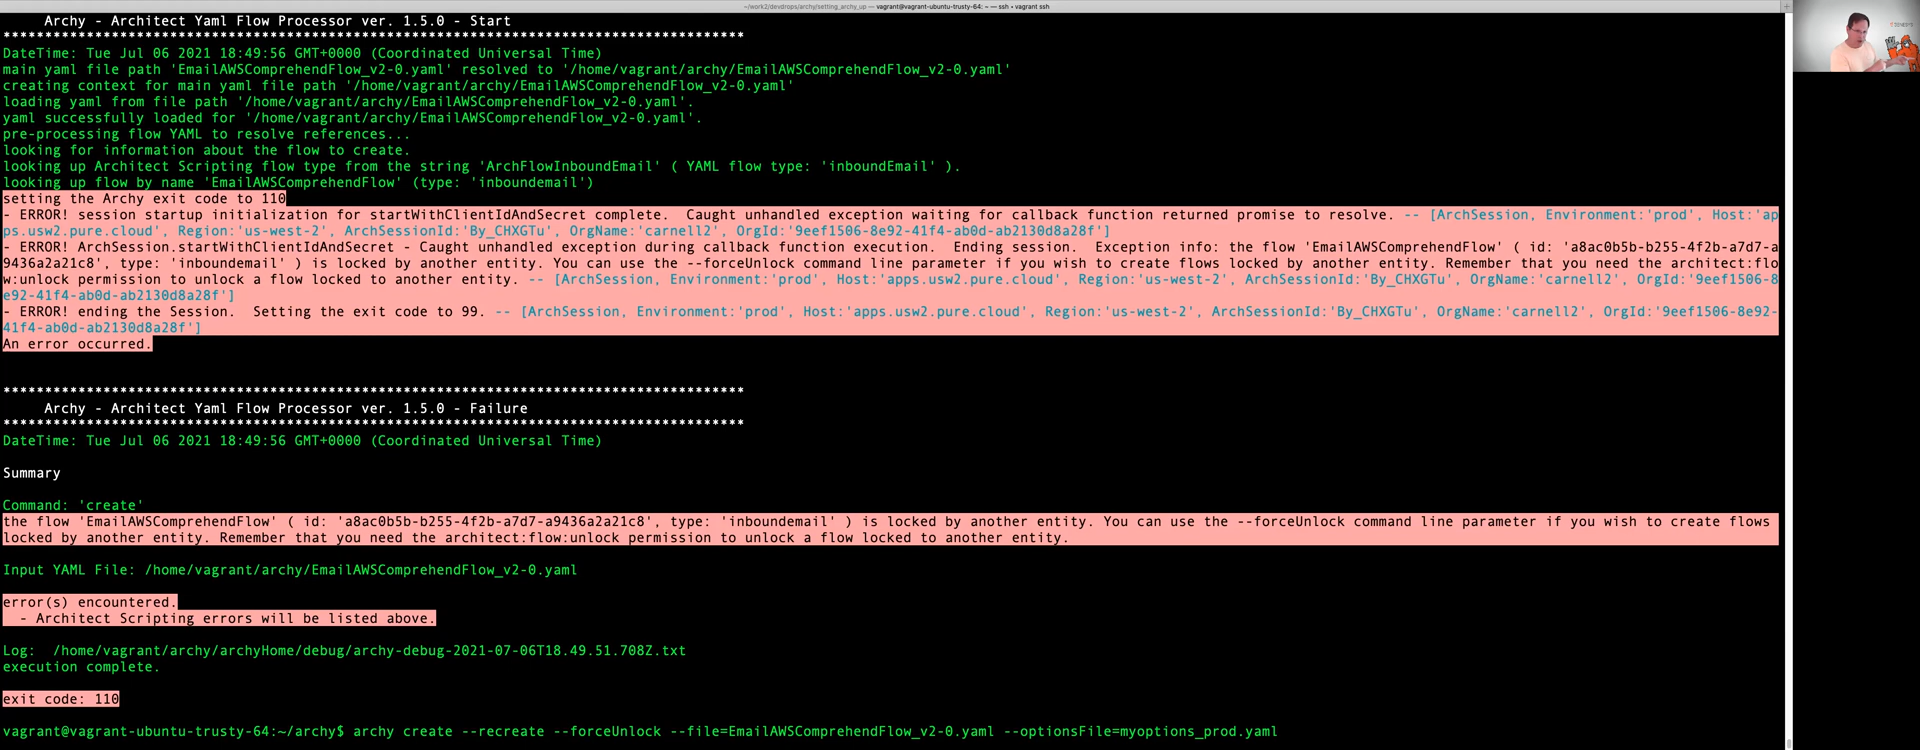 ~/work2/devdrops/archy/setting_archy_up — vagrant@vagrant-ubuntu-trusty-64: ~ — ssh • vagrant ssh
Archy - Architect Yaml Flow Processor ver. 1.5.0 - Start
*****************************************************************************************
DateTime: Tue Jul 06 2021 18:49:56 GMT+0000 (Coordinated Universal Time)
main yaml file path 'EmailAWSComprehendFlow_v2-0.yaml' resolved to '/home/vagrant/archy/EmailAWSComprehendFlow_v2-0.yaml'
creating context for main yaml file path '/home/vagrant/archy/EmailAWSComprehendFlow_v2-0.yaml'
loading yaml from file path '/home/vagrant/archy/EmailAWSComprehendFlow_v2-0.yaml'.
yaml successfully loaded for '/home/vagrant/archy/EmailAWSComprehendFlow_v2-0.yaml'.
pre-processing flow YAML to resolve references...
looking for information about the flow to create.
looking up Architect Scripting flow type from the string 'ArchFlowInboundEmail' ( YAML flow type: 'inboundEmail' ).
looking up flow by name 'EmailAWSComprehendFlow' (type: 'inboundemail')
setting the Archy exit code to 110
- ERROR! session startup initialization for startWithClientIdAndSecret complete.  Caught unhandled exception waiting for callback function returned promise to resolve. -- [ArchSession, Environment:'prod', Host:'ap
ps.usw2.pure.cloud', Region:'us-west-2', ArchSessionId:'By_CHXGTu', OrgName:'carnell2', OrgId:'9eef1506-8e92-41f4-ab0d-ab2130d8a28f']
- ERROR! ArchSession.startWithClientIdAndSecret - Caught unhandled exception during callback function execution.  Ending session.  Exception info: the flow 'EmailAWSComprehendFlow' ( id: 'a8ac0b5b-b255-4f2b-a7d7-a
9436a2a21c8', type: 'inboundemail' ) is locked by another entity. You can use the --forceUnlock command line parameter if you wish to create flows locked by another entity. Remember that you need the architect:flo
w:unlock permission to unlock a flow locked to another entity. -- [ArchSession, Environment:'prod', Host:'apps.usw2.pure.cloud', Region:'us-west-2', ArchSessionId:'By_CHXGTu', OrgName:'carnell2', OrgId:'9eef1506-8
e92-41f4-ab0d-ab2130d8a28f']
- ERROR! ending the Session.  Setting the exit code to 99. -- [ArchSession, Environment:'prod', Host:'apps.usw2.pure.cloud', Region:'us-west-2', ArchSessionId:'By_CHXGTu', OrgName:'carnell2', OrgId:'9eef1506-8e92-
41f4-ab0d-ab2130d8a28f']
An error occurred.
*****************************************************************************************
Archy - Architect Yaml Flow Processor ver. 1.5.0 - Failure
*****************************************************************************************
DateTime: Tue Jul 06 2021 18:49:56 GMT+0000 (Coordinated Universal Time)
Summary
Command: 'create'
the flow 'EmailAWSComprehendFlow' ( id: 'a8ac0b5b-b255-4f2b-a7d7-a9436a2a21c8', type: 'inboundemail' ) is locked by another entity. You can use the --forceUnlock command line parameter if you wish to create flows
locked by another entity. Remember that you need the architect:flow:unlock permission to unlock a flow locked to another entity.
Input YAML File: /home/vagrant/archy/EmailAWSComprehendFlow_v2-0.yaml
error(s) encountered.
- Architect Scripting errors will be listed above.
Log:  /home/vagrant/archy/archyHome/debug/archy-debug-2021-07-06T18.49.51.708Z.txt
execution complete.
exit code: 110
vagrant@vagrant-ubuntu-trusty-64:~/archy$ archy create --recreate --forceUnlock --file=EmailAWSComprehendFlow_v2-0.yaml --optionsFile=myoptions_prod.yaml